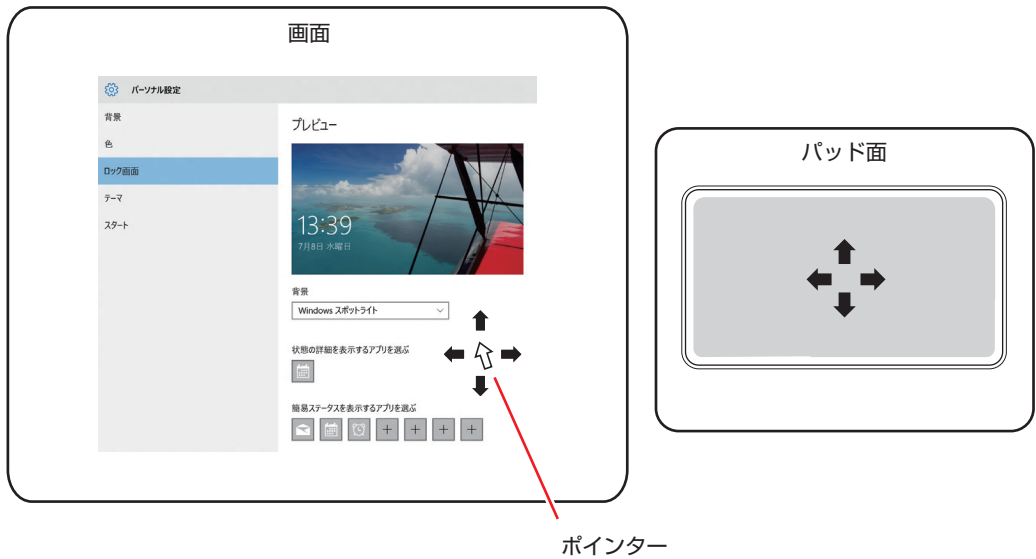 画面
パーソナル設定
背景
色
ロック画面
テーマ
スタート
プレビュー
13:39
7月8日 水曜日
背景
Windows スポットライト
状態の詳細を表示するアプリを選ぶ
簡易ステータスを表示するアプリを選ぶ
パッド面
ポインター